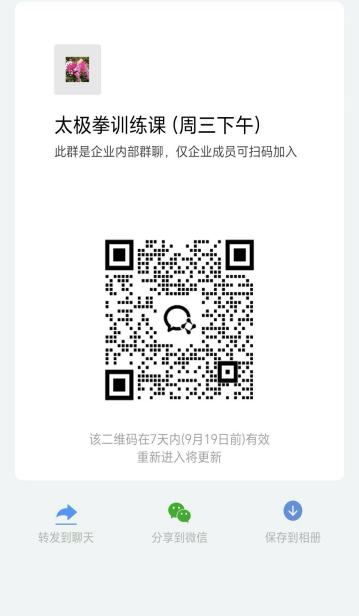 太极拳训练课 (周三下午)
此群是企业内部群聊，仅企业成员可扫码加入
该二维码在7天内(9月19日前)有效
重新进入将更新
转发到聊天
分享到微信
保存到相册